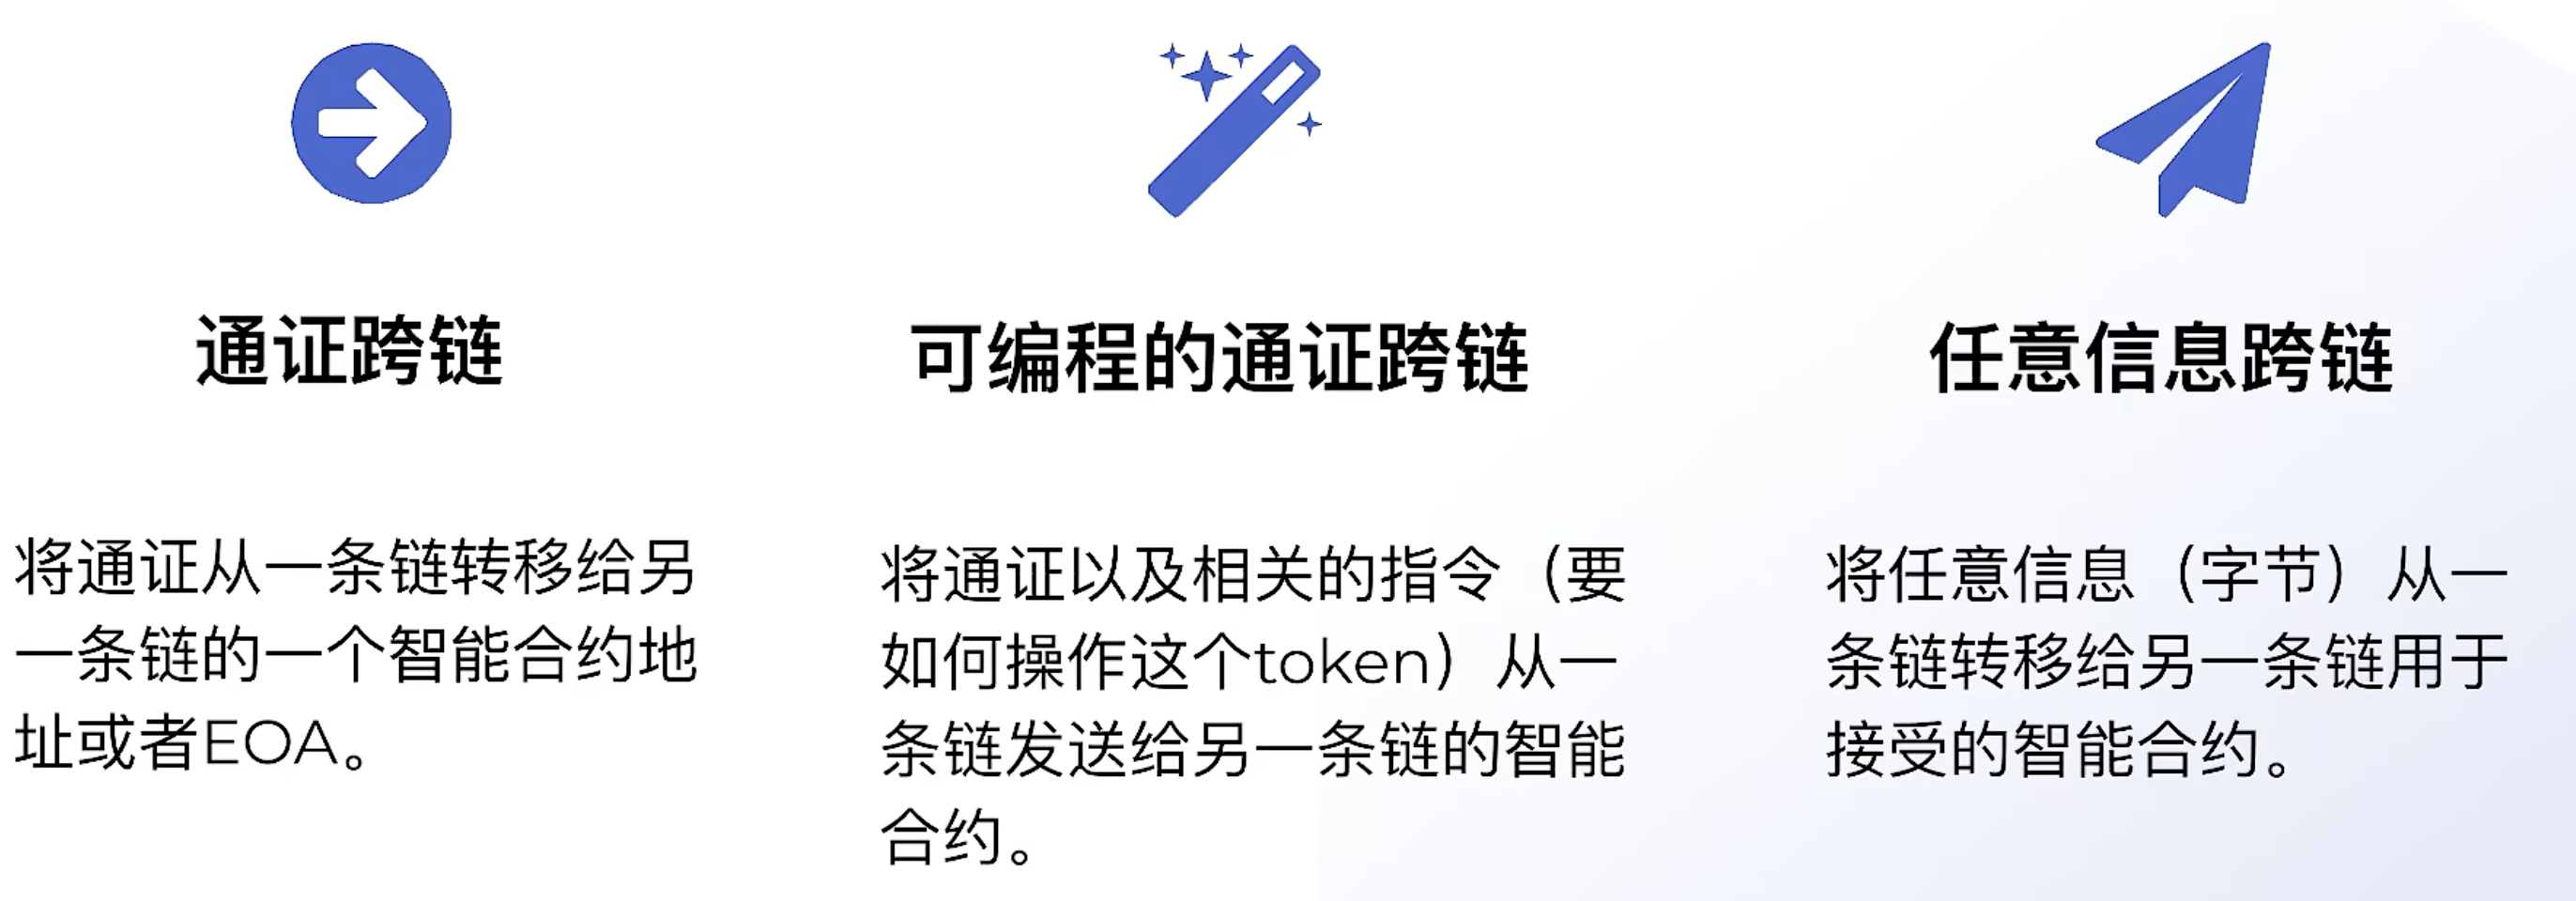 通证跨链
将通证从一条链转移给另
一条链的一个智能合约地
址或者EOA。
可编程的通证跨链
将通证以及相关的指令（要
如何操作这个token）从一
条链发送给另一条链的智能
合约。
任意信息跨链
将任意信息（字节）从一
条链转移给另一条链用于
接受的智能合约。